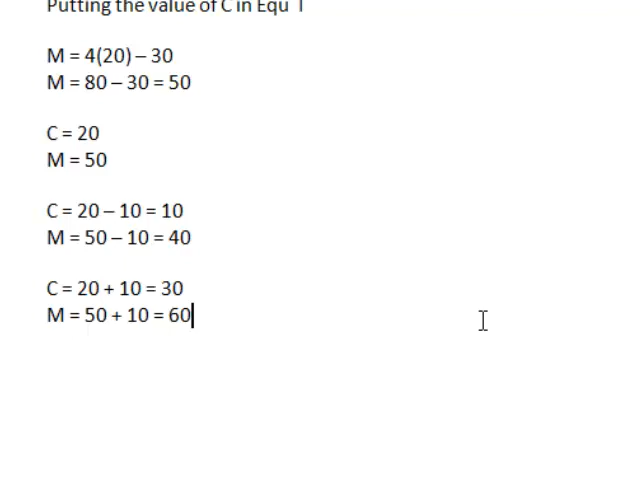 Putting the value of C in Equ 1
M = 4(20) – 30
M = 80 – 30 = 50
C = 20
M = 50
C = 20 – 10 = 10
M = 50 – 10 = 40
C = 20 + 10 = 30
M = 50 + 10 = 60